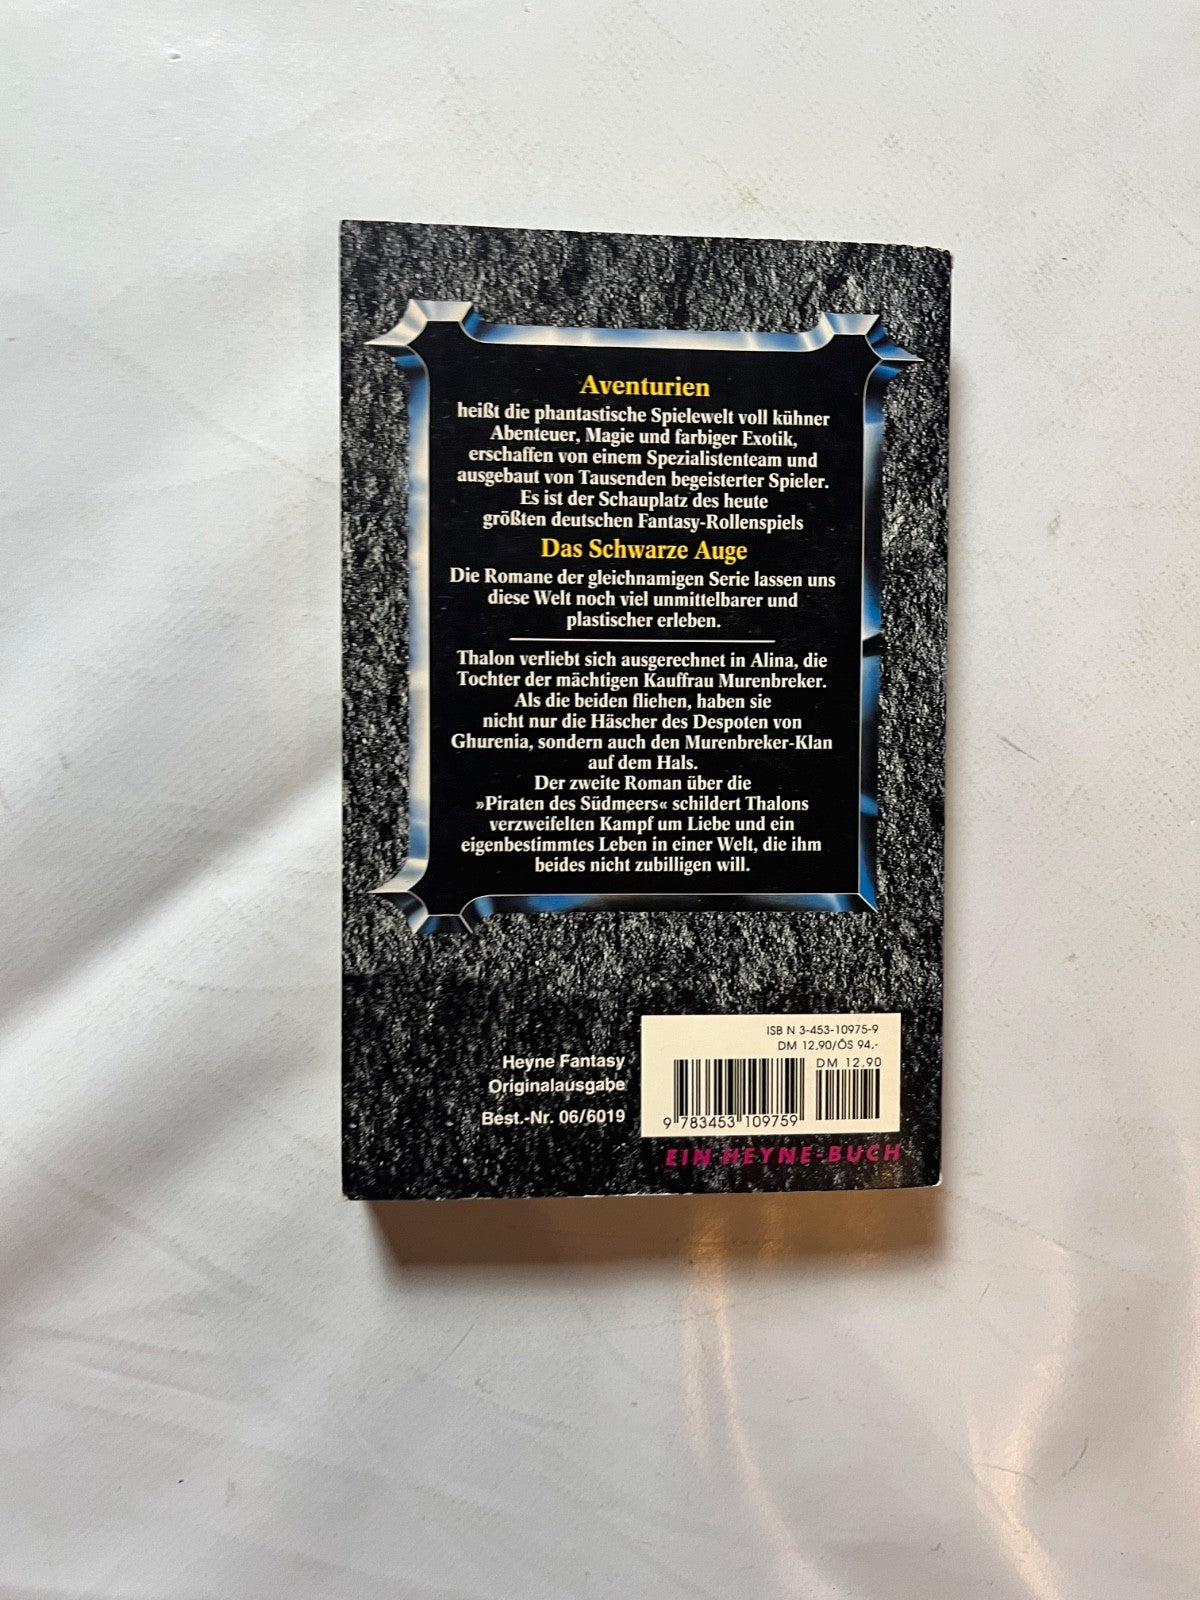 Aventurien
heißt die phantastische Spielewelt voll kühner
Abenteuer, Magie und farbiger Exotik,
erschaffen von einem Spezialistenteam und
ausgebaut von Tausenden begeisterter Spieler.
Es ist der Schauplatz des heute
größten deutschen Fantasy-Rollenspiels
Das Schwarze Auge
Die Romane der gleichnamigen Serie lassen uns
diese Welt noch viel unmittelbarer und
plastischer erleben.
Thalon verliebt sich ausgerechnet in Alina, die
Tochter der mächtigen Kauffrau Murenbreker.
Als die beiden fliehen, haben sie
nicht nur die Häscher des Despoten von
Ghurenia, sondern auch den Murenbreker-Klan
auf dem Hals.
Der zweite Roman über die
»Piraten des Südmeers« schildert Thalons
verzweifelten Kampf um Liebe und ein
eigenbestimmtes Leben in einer Welt, die ihm
beides nicht zubilligen will.
Heyne Fantasy
Originalausgabe
Best.-Nr. 06/6019
ISB N 3-453-10975-9
DM 12,90/ÖS 94,-
DM 12,90
9 783453 109759
EIN HEYNE-BUCH